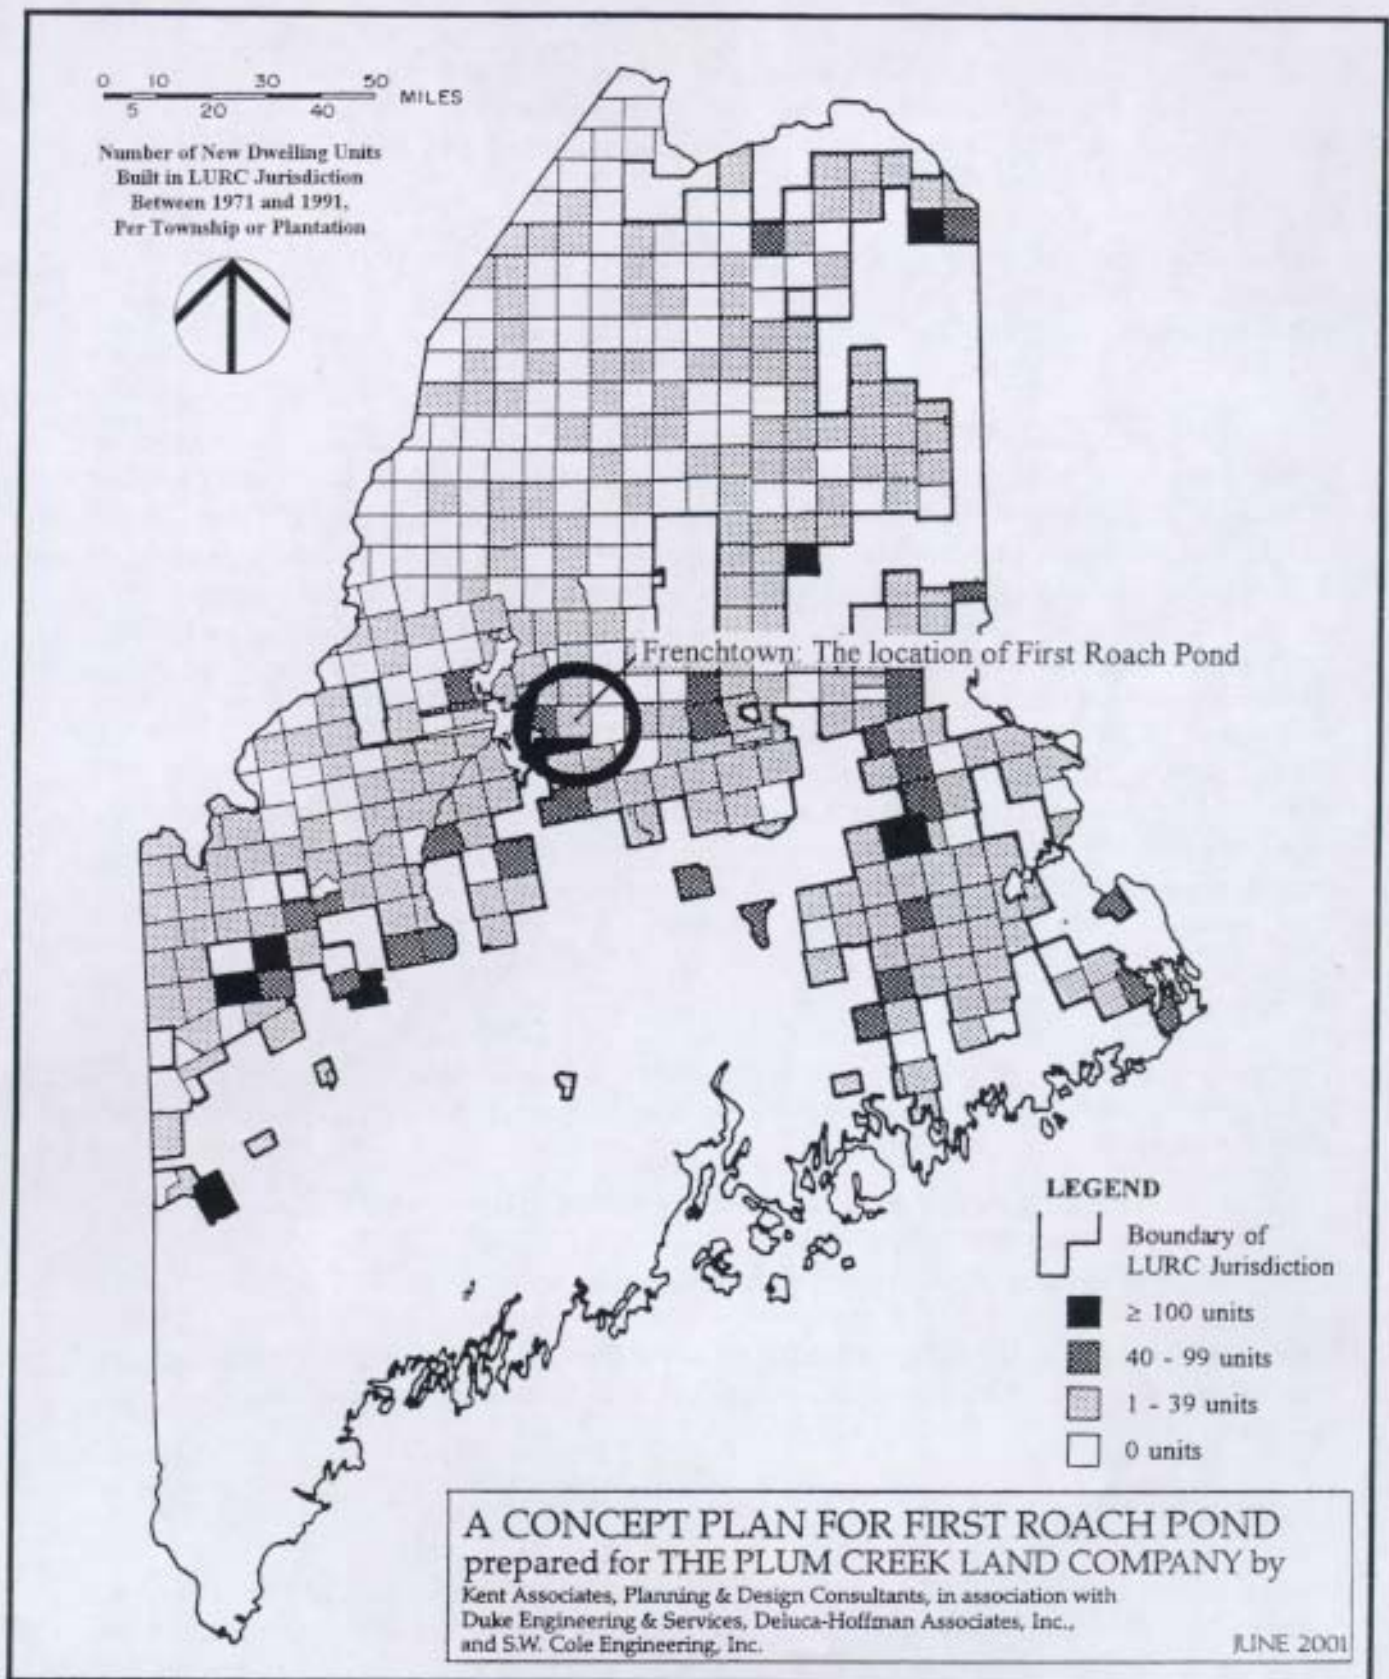 0 10 30 50
5 20 40 MILES
Number of New Dwelling Units
Built in LURC Jurisdiction
Between 1971 and 1991,
Per Township or Plantation
Frenchtown: The location of First Roach Pond
LEGEND
Boundary of
LURC Jurisdiction
≥ 100 units
40 - 99 units
1 - 39 units
0 units
A CONCEPT PLAN FOR FIRST ROACH POND
prepared for THE PLUM CREEK LAND COMPANY by
Kent Associates, Planning & Design Consultants, in association with
Duke Engineering & Services, Deluca-Hoffman Associates, Inc.,
and S.W. Cole Engineering, Inc.
JUNE 2001